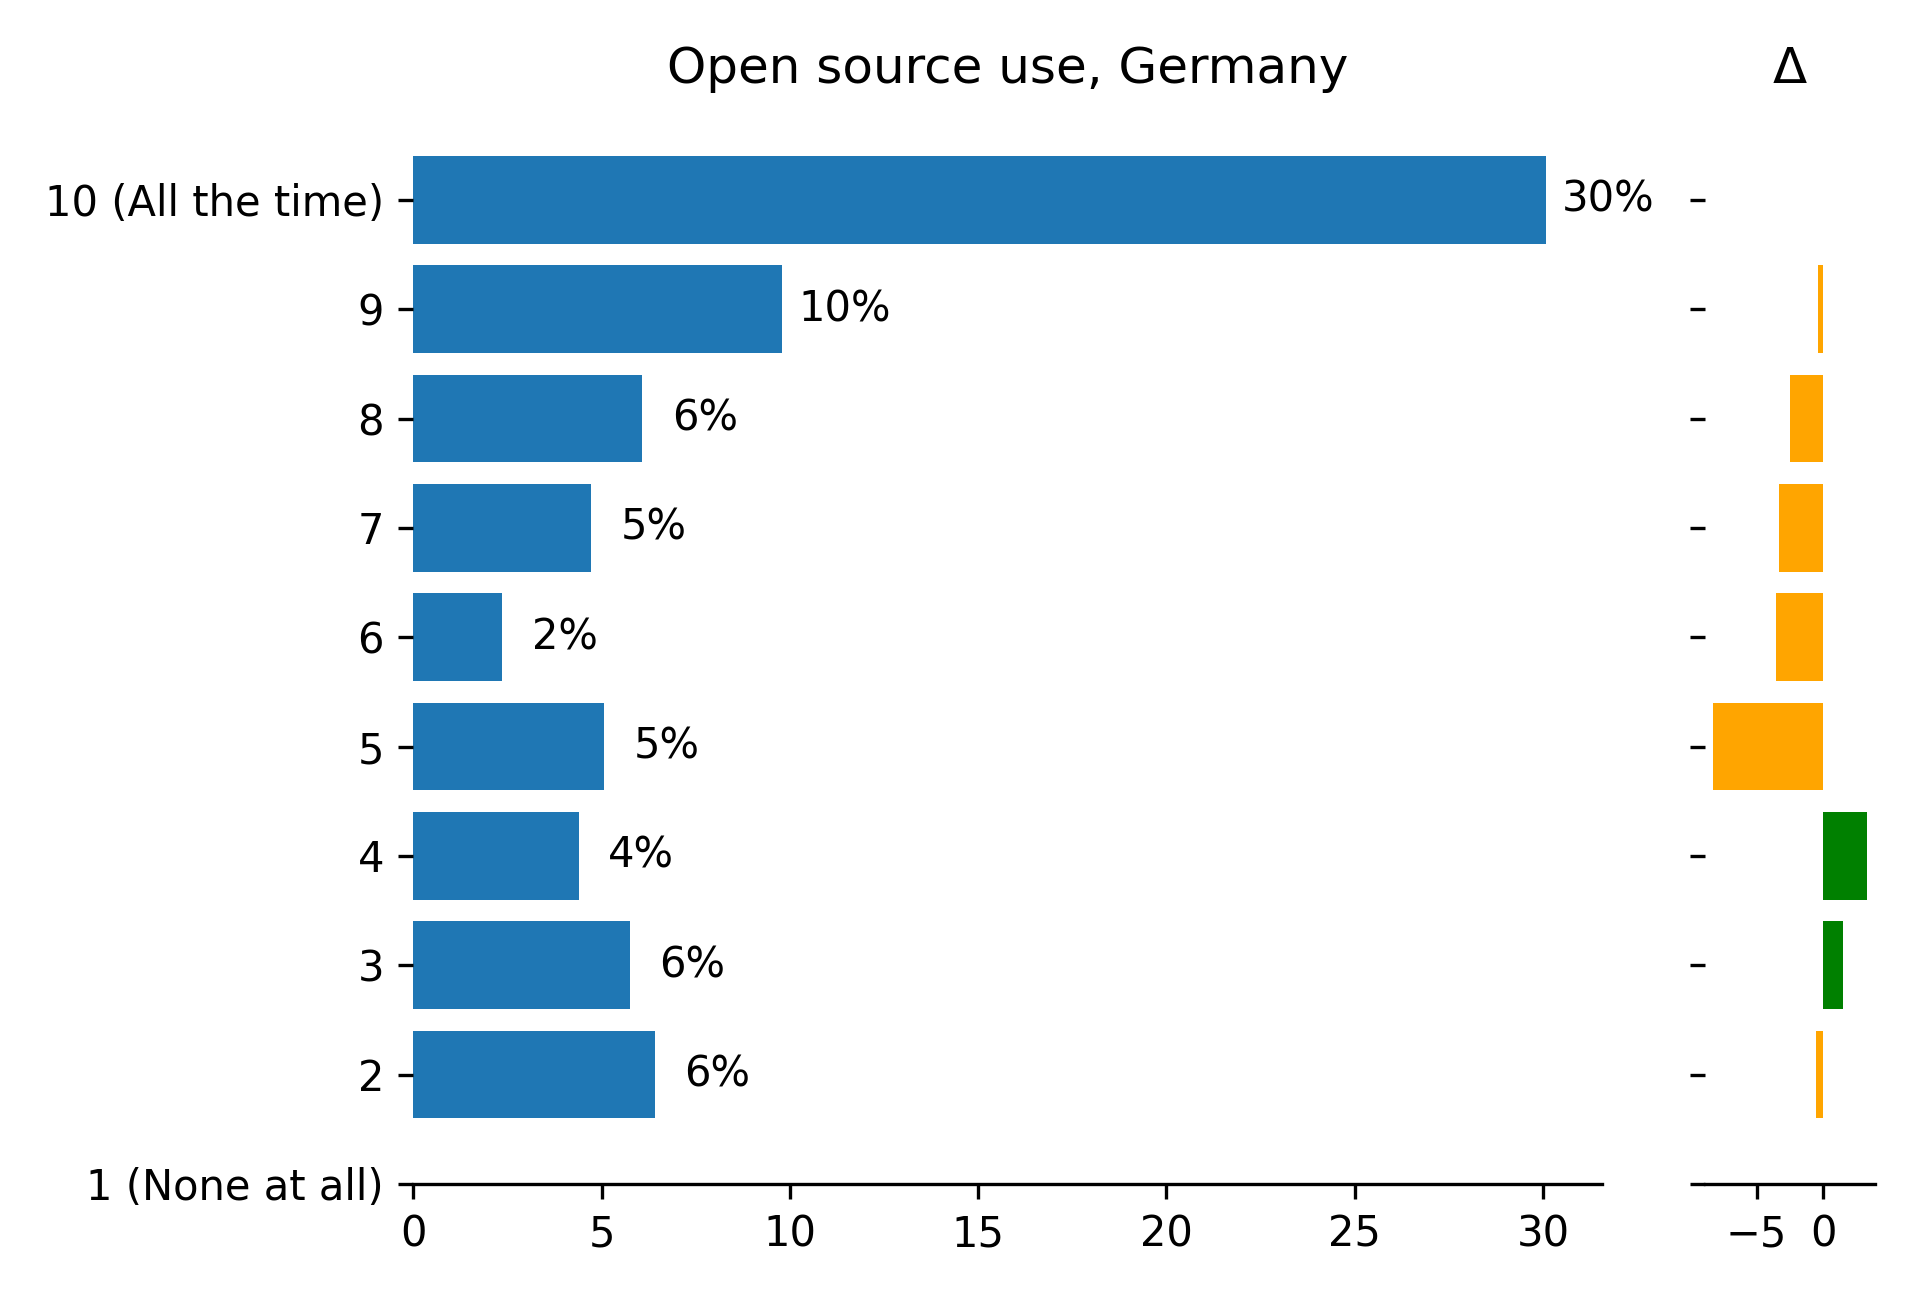 Open source use, Germany Δ
10 (All the time) 30%
9 10%
8 6%
7 5%
6 2%
5 5%
4 4%
3 6%
2 6%
1 (None at all)
0 5 10 15 20 25 30 −5 0